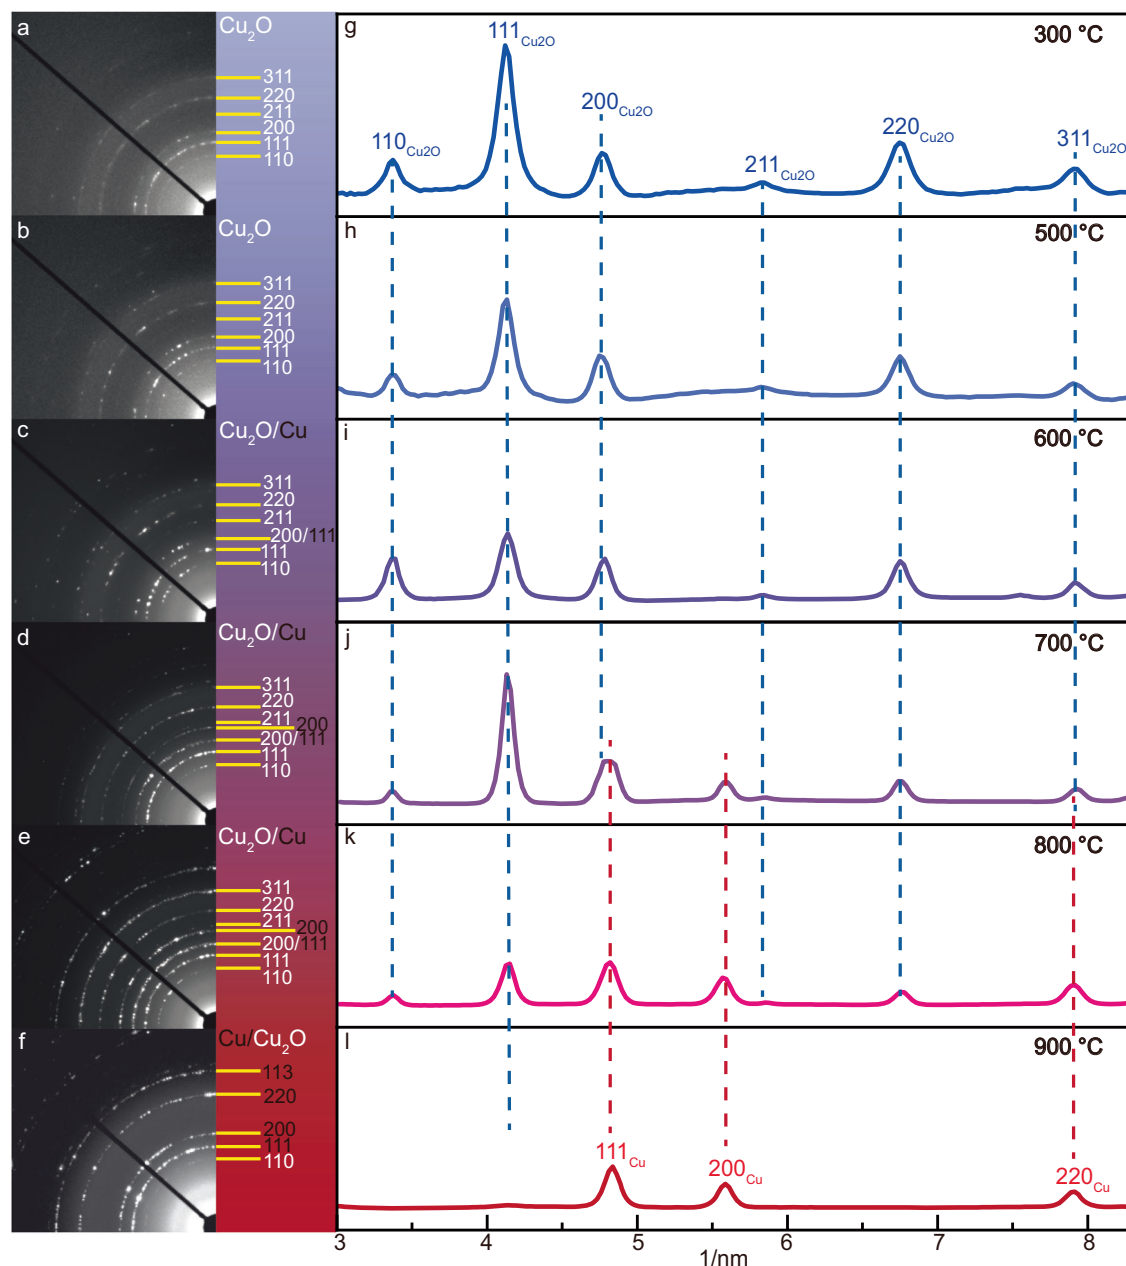 a
Cu2O
311
220
211
200
111
110
g
300 °C
110Cu2O
111Cu2O
200Cu2O
211Cu2O
220Cu2O
311Cu2O
b
Cu2O
311
220
211
200
111
110
h
500 °C
c
Cu2O/Cu
311
220
211
200/111
111
110
i
600 °C
d
Cu2O/Cu
311
220
211
200
200/111
111
110
j
700 °C
e
Cu2O/Cu
311
220
211
200
200/111
111
110
k
800 °C
f
Cu/Cu2O
113
220
200
111
110
l
900 °C
111Cu
200Cu
220Cu
3 4 5 6 7 8
1/nm